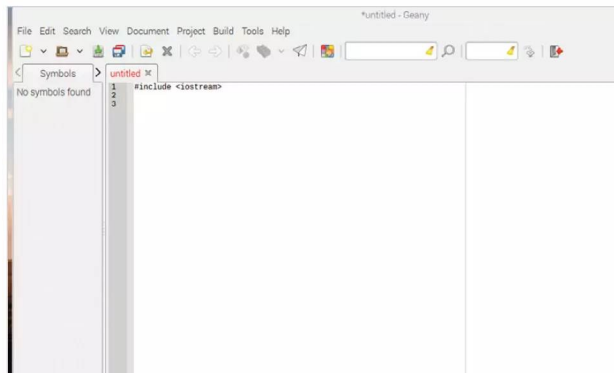 *untitled - Geany
File Edit Search View Document Project Build Tools Help
Symbols
untitled
No symbols found
1 #include <iostream>
2
3